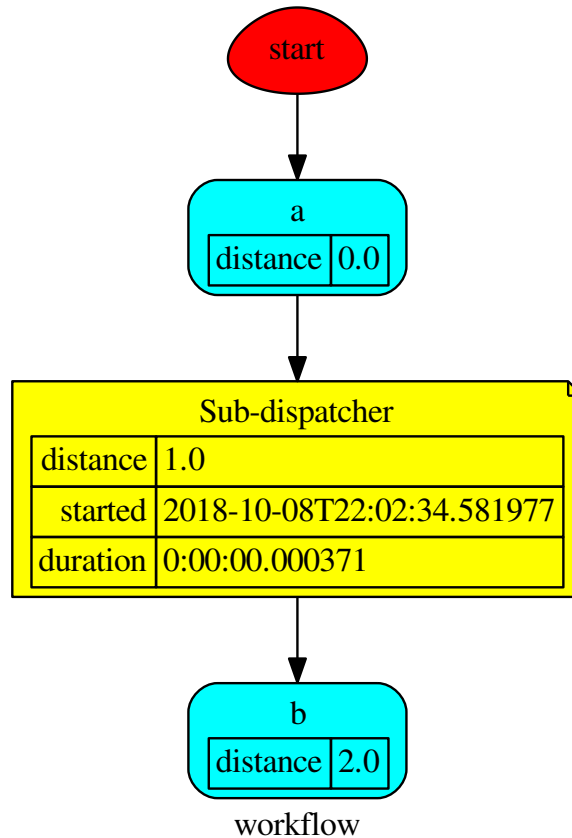 start
a
distance 0.0
Sub-dispatcher
distance 1.0
started 2018-10-08T22:02:34.581977
duration 0:00:00.000371
b
distance 2.0
workflow